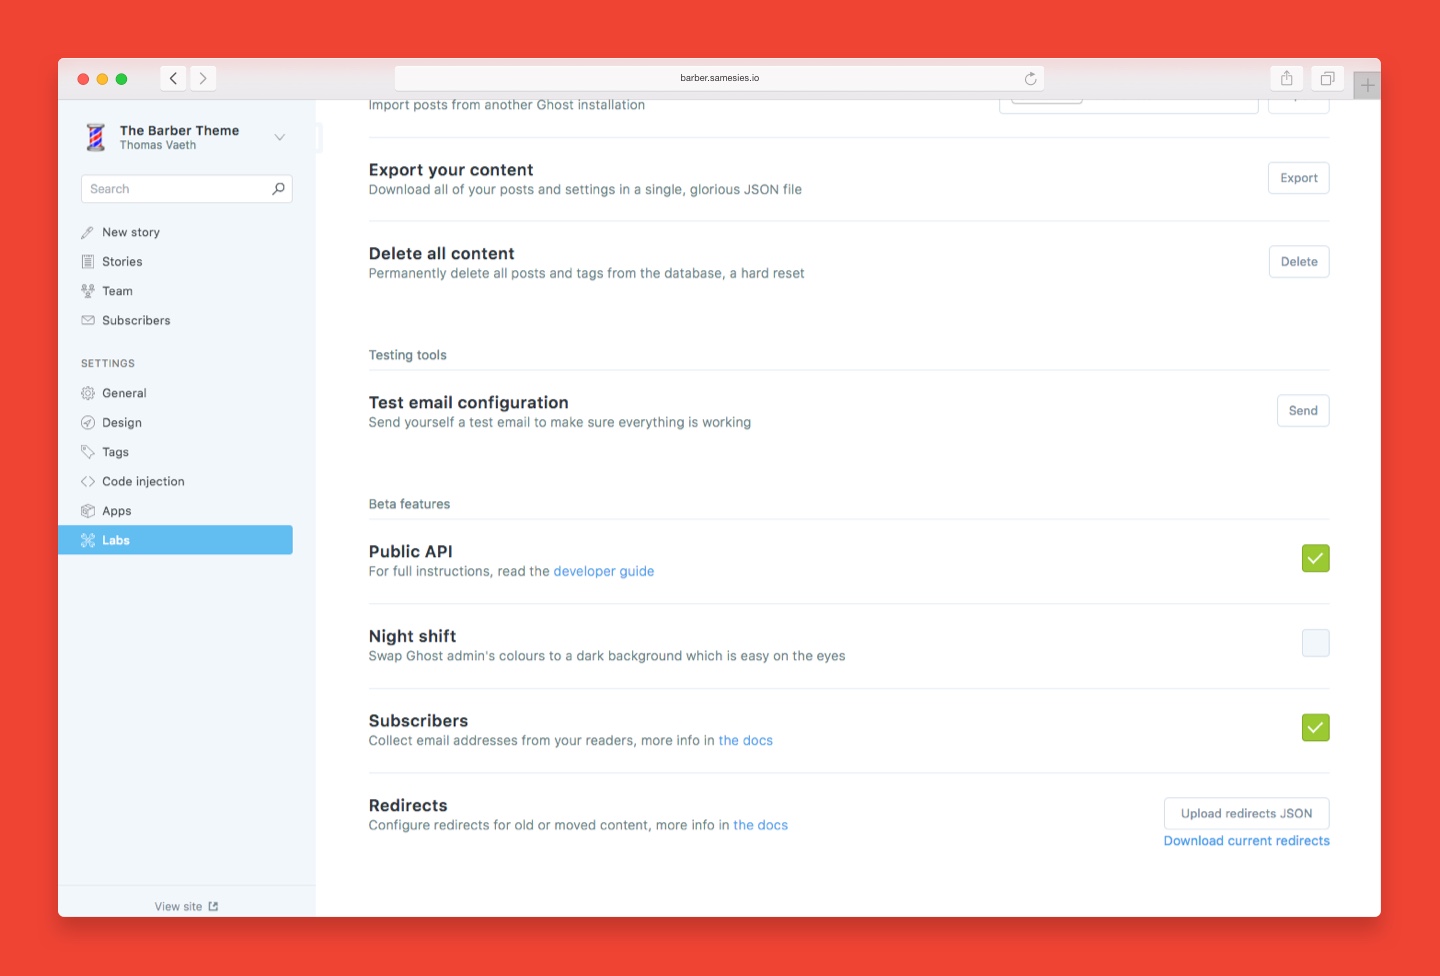 barber.samesies.io
The Barber Theme
Thomas Vaeth
Search
New story
Stories
Team
Subscribers
SETTINGS
General
Design
Tags
Code injection
Apps
Labs
View site
Import posts from another Ghost installation
Export your content
Download all of your posts and settings in a single, glorious JSON file
Export
Delete all content
Permanently delete all posts and tags from the database, a hard reset
Delete
Testing tools
Test email configuration
Send yourself a test email to make sure everything is working
Send
Beta features
Public API
For full instructions, read the developer guide
Night shift
Swap Ghost admin's colours to a dark background which is easy on the eyes
Subscribers
Collect email addresses from your readers, more info in the docs
Redirects
Configure redirects for old or moved content, more info in the docs
Upload redirects JSON
Download current redirects